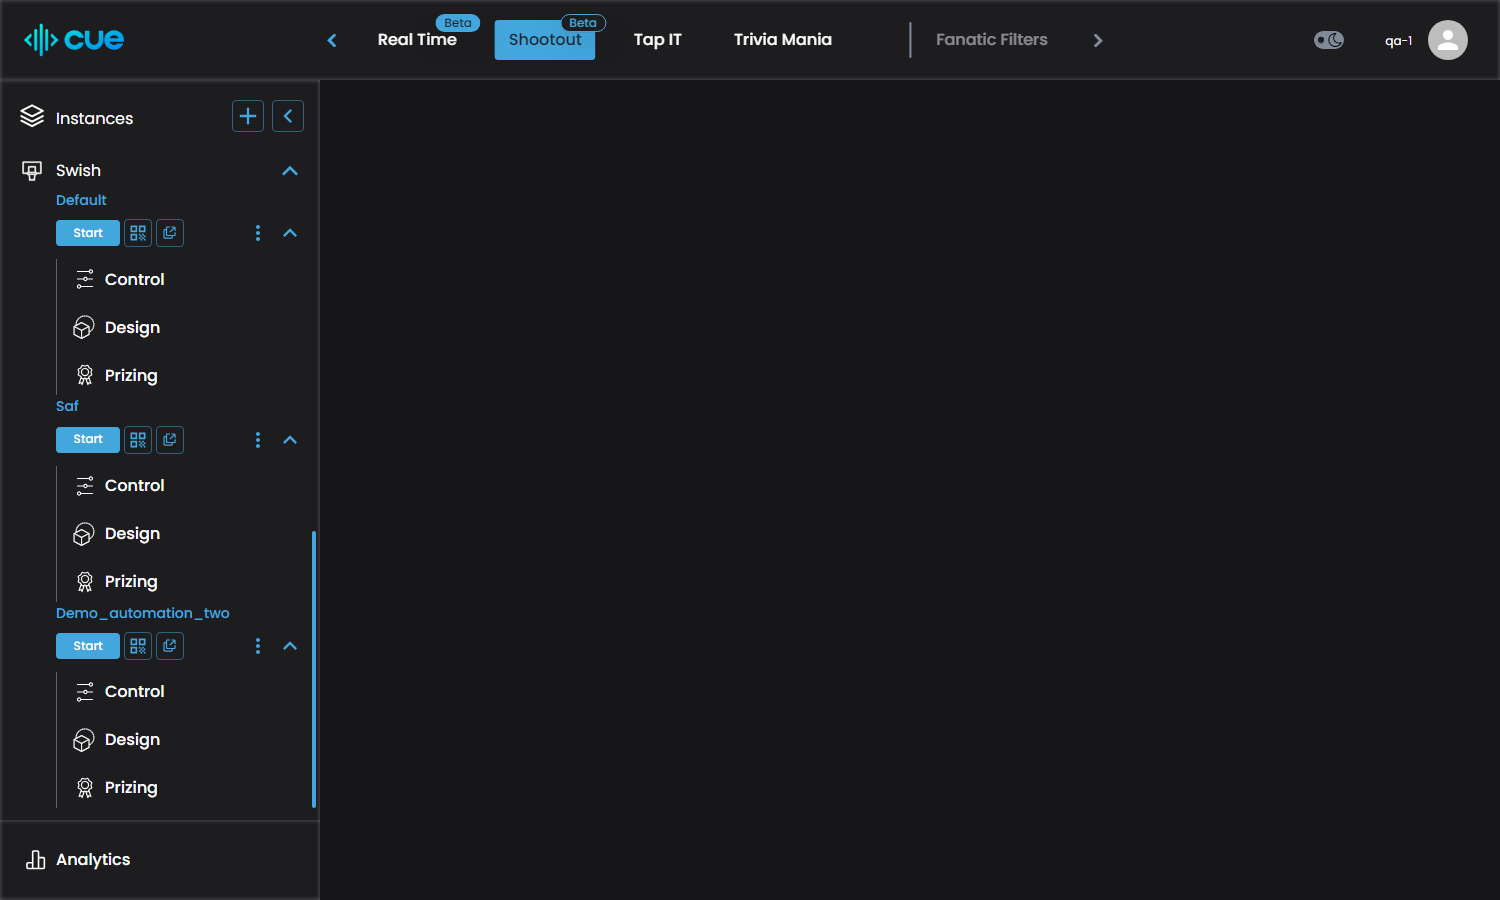 cue
Real Time
Beta
Shootout
Beta
Tap IT
Trivia Mania
Fanatic Filters
qa-1
Instances
Swish
Default
Start
Control
Design
Prizing
Saf
Start
Control
Design
Prizing
Demo_automation_two
Start
Control
Design
Prizing
Analytics